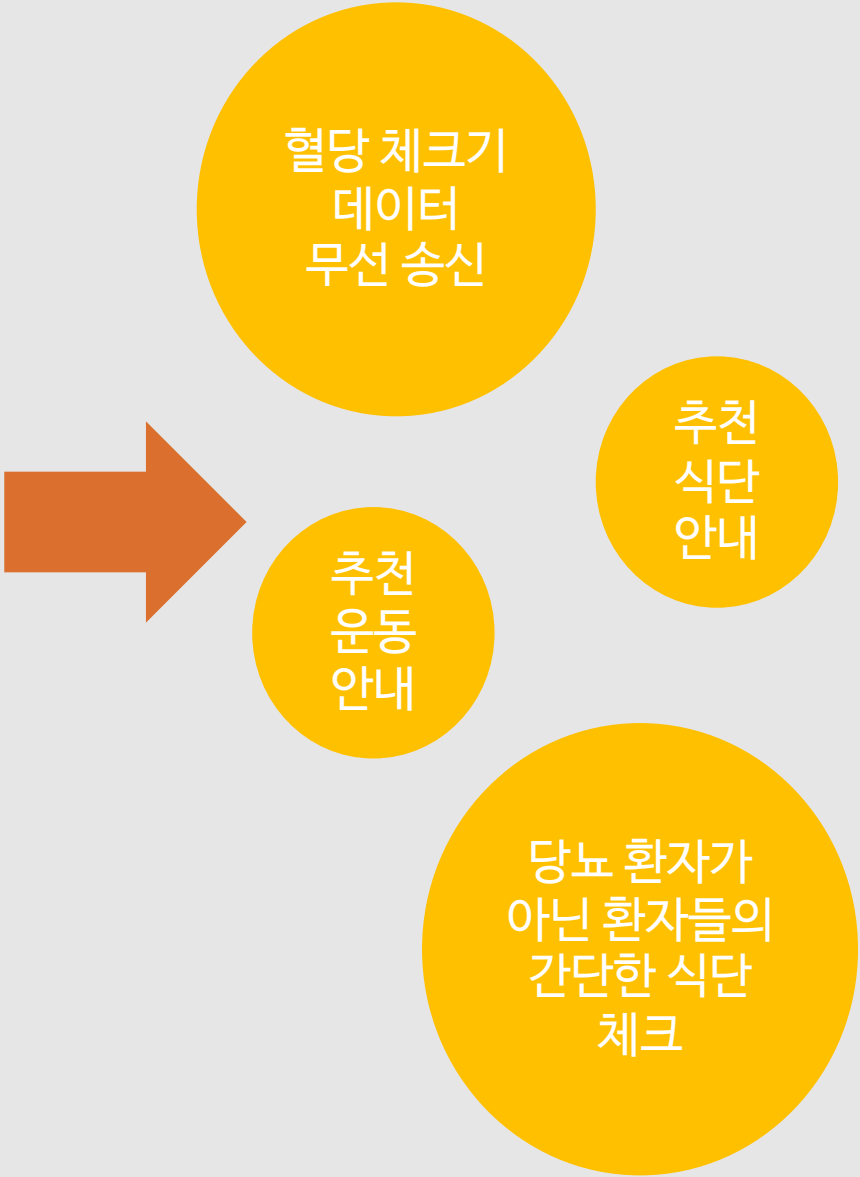 혈당 체크기
데이터
무선 송신
추천
식단
안내
추천
운동
안내
당뇨 환자가
아닌 환자들의
간단한 식단
체크